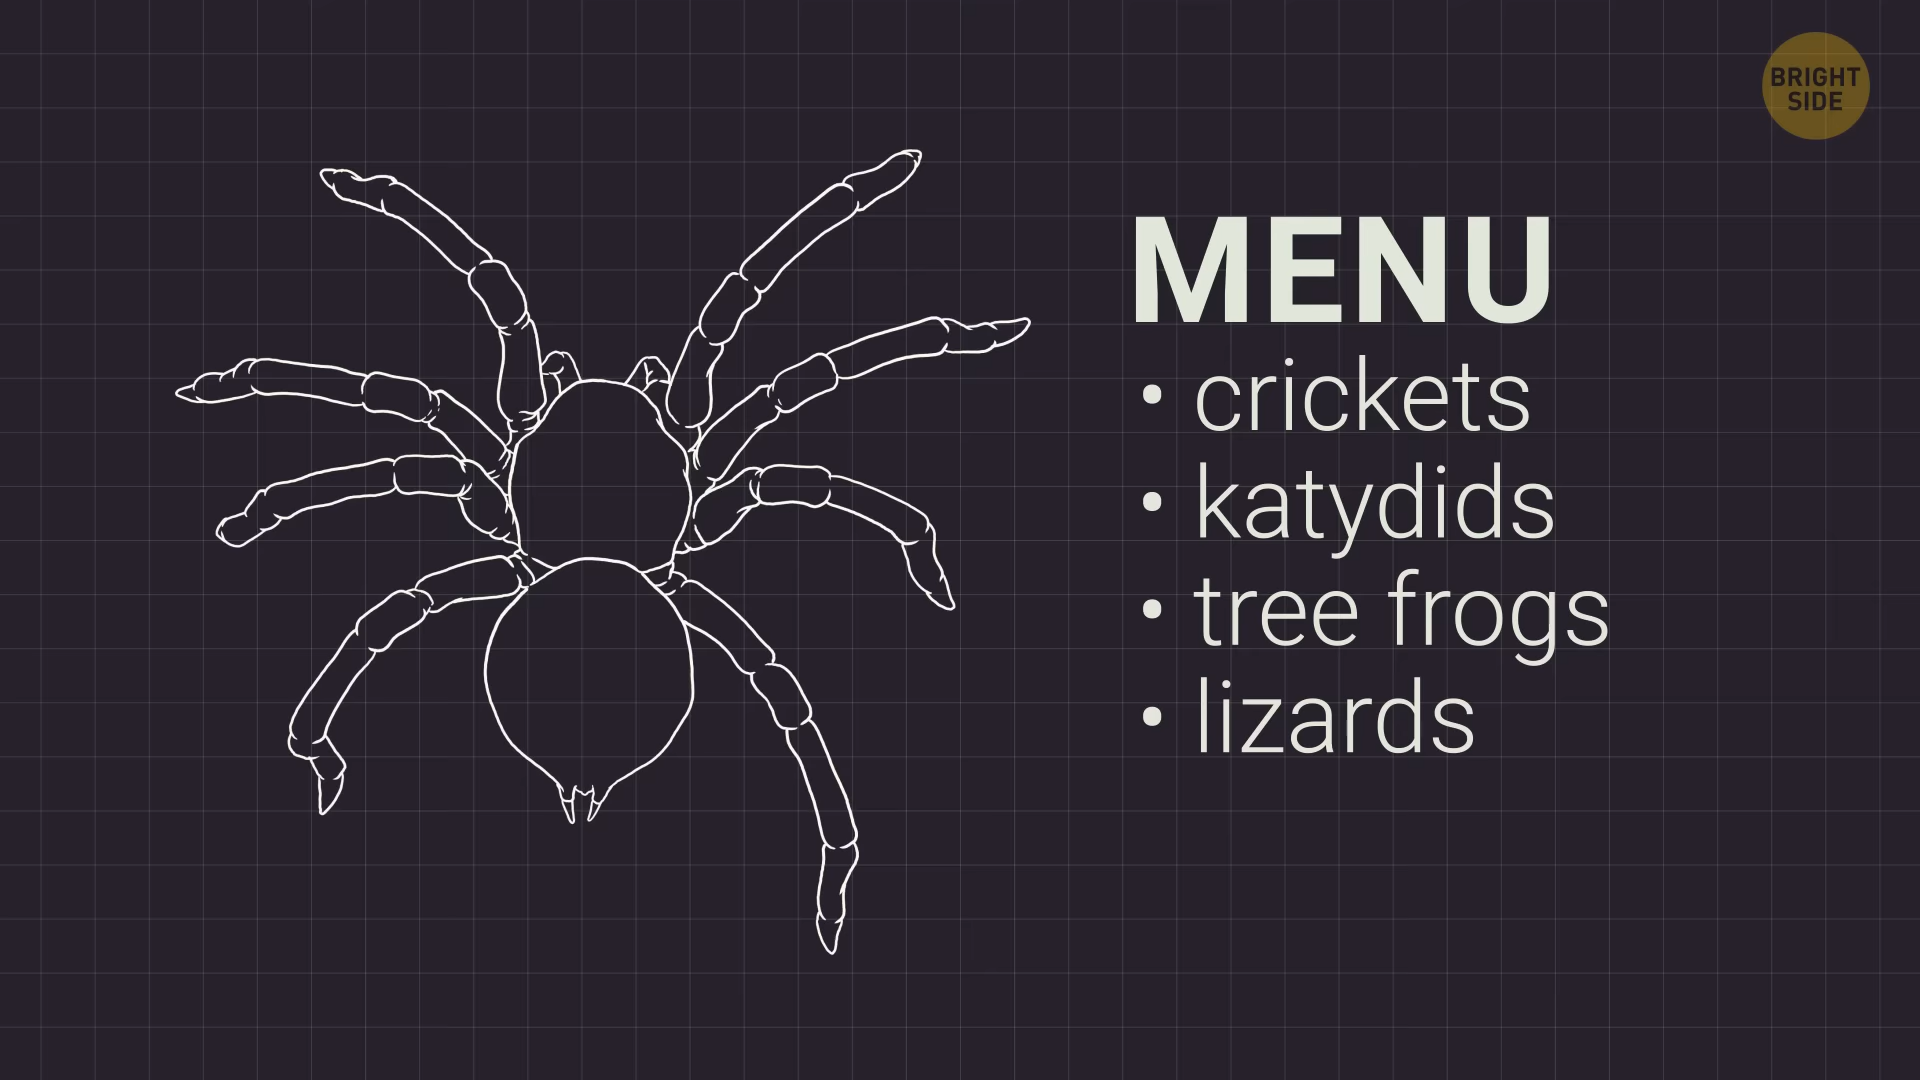 BRIGHT
SIDE
MENU
• crickets
• katydids
• tree frogs
• lizards